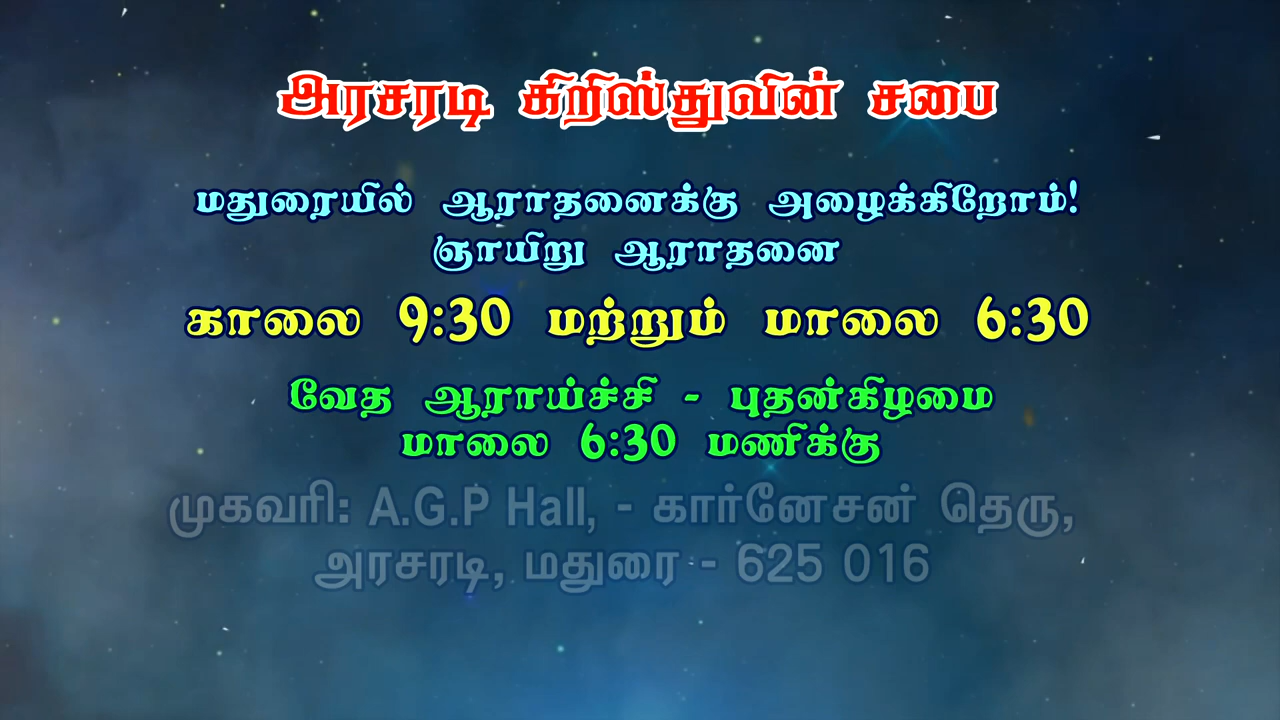 அரசரடி கிறிஸ்துவின் சபை
மதுரையில் ஆராதனைக்கு அழைக்கிறோம்!
ஞாயிறு ஆராதனை
காலை 9:30 மற்றும் மாலை 6:30
வேத ஆராய்ச்சி - புதன்கிழமை
மாலை 6:30 மணிக்கு
முகவரி: A.G.P Hall, - கார்னேசன் தெரு,
அரசரடி, மதுரை - 625 016